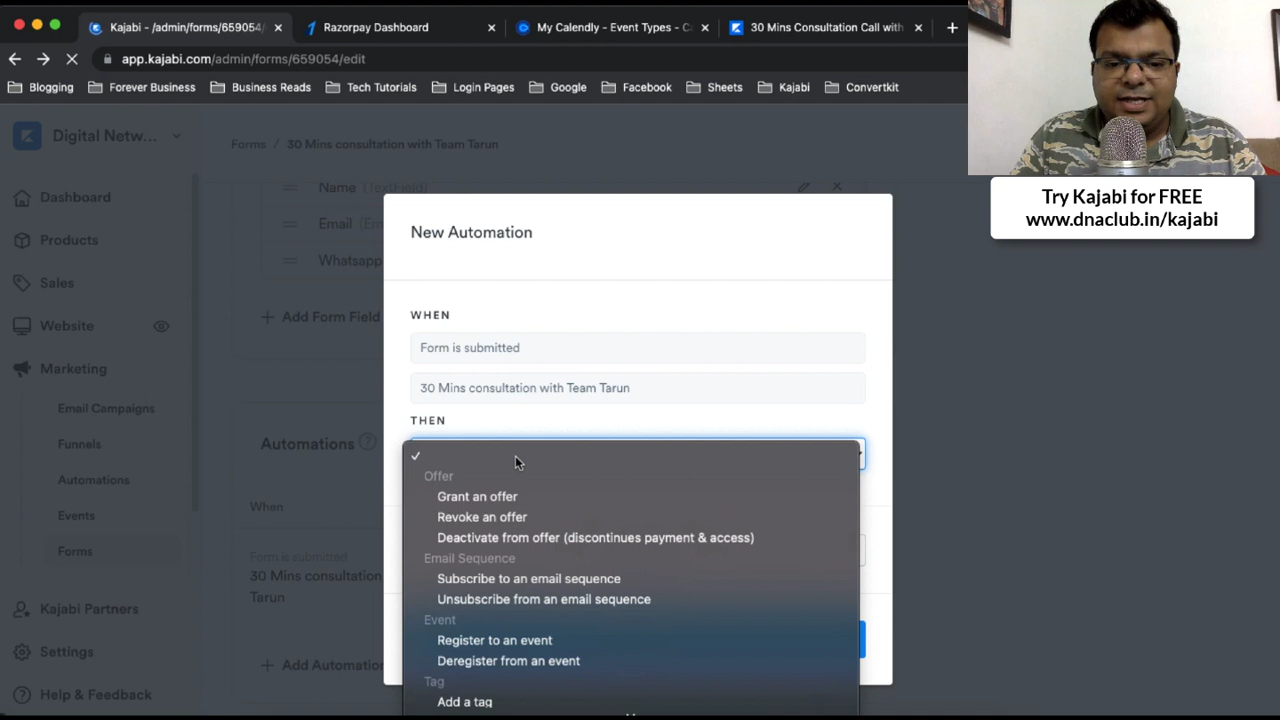 Kajabi - /admin/forms/659054/
Razorpay Dashboard
My Calendly - Event Types - C
30 Mins Consultation Call with
app.kajabi.com/admin/forms/659054/edit
Blogging
Forever Business
Business Reads
Tech Tutorials
Login Pages
Google
Facebook
Sheets
Kajabi
Convertkit
Try Kajabi for FREE
www.dnaclub.in/kajabi
Digital Netw...
Dashboard
Products
Sales
Website
Marketing
Email Campaigns
Funnels
Automations
Events
Forms
Kajabi Partners
Settings
Help & Feedback
Forms / 30 Mins consultation with Team Tarun
Name (TextField)
Email
Whatsapp
+ Add Form Field
Automations ?
When
Form is submitted
30 Mins consultation
Tarun
+ Add Automation
New Automation
WHEN
Form is submitted
30 Mins consultation with Team Tarun
THEN
Offer
Grant an offer
Revoke an offer
Deactivate from offer (discontinues payment & access)
Email Sequence
Subscribe to an email sequence
Unsubscribe from an email sequence
Event
Register to an event
Deregister from an event
Tag
Add a tag